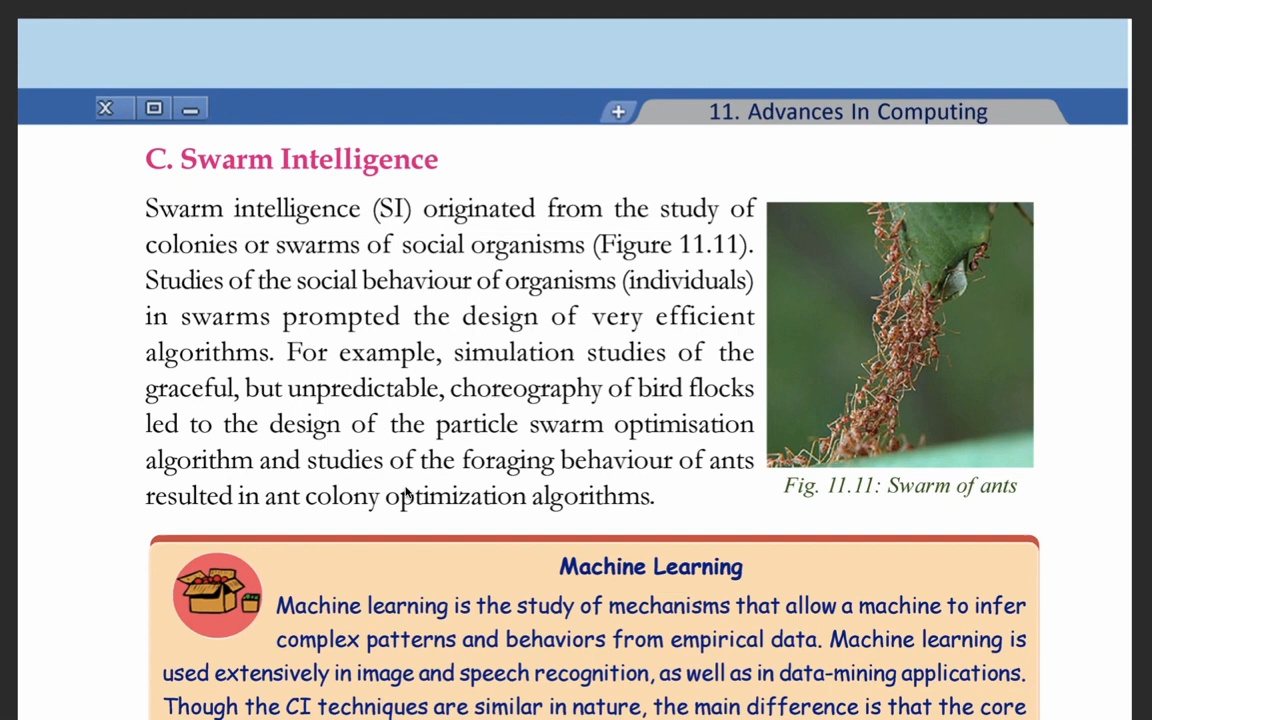 11. Advances In Computing
C. Swarm Intelligence
Swarm intelligence (SI) originated from the study of
colonies or swarms of social organisms (Figure 11.11).
Studies of the social behaviour of organisms (individuals)
in swarms prompted the design of very efficient
algorithms. For example, simulation studies of the
graceful, but unpredictable, choreography of bird flocks
led to the design of the particle swarm optimisation
algorithm and studies of the foraging behaviour of ants
resulted in ant colony optimization algorithms.
Fig. 11.11: Swarm of ants
Machine Learning
Machine learning is the study of mechanisms that allow a machine to infer
complex patterns and behaviors from empirical data. Machine learning is
used extensively in image and speech recognition, as well as in data-mining applications.
Though the CI techniques are similar in nature, the main difference is that the core